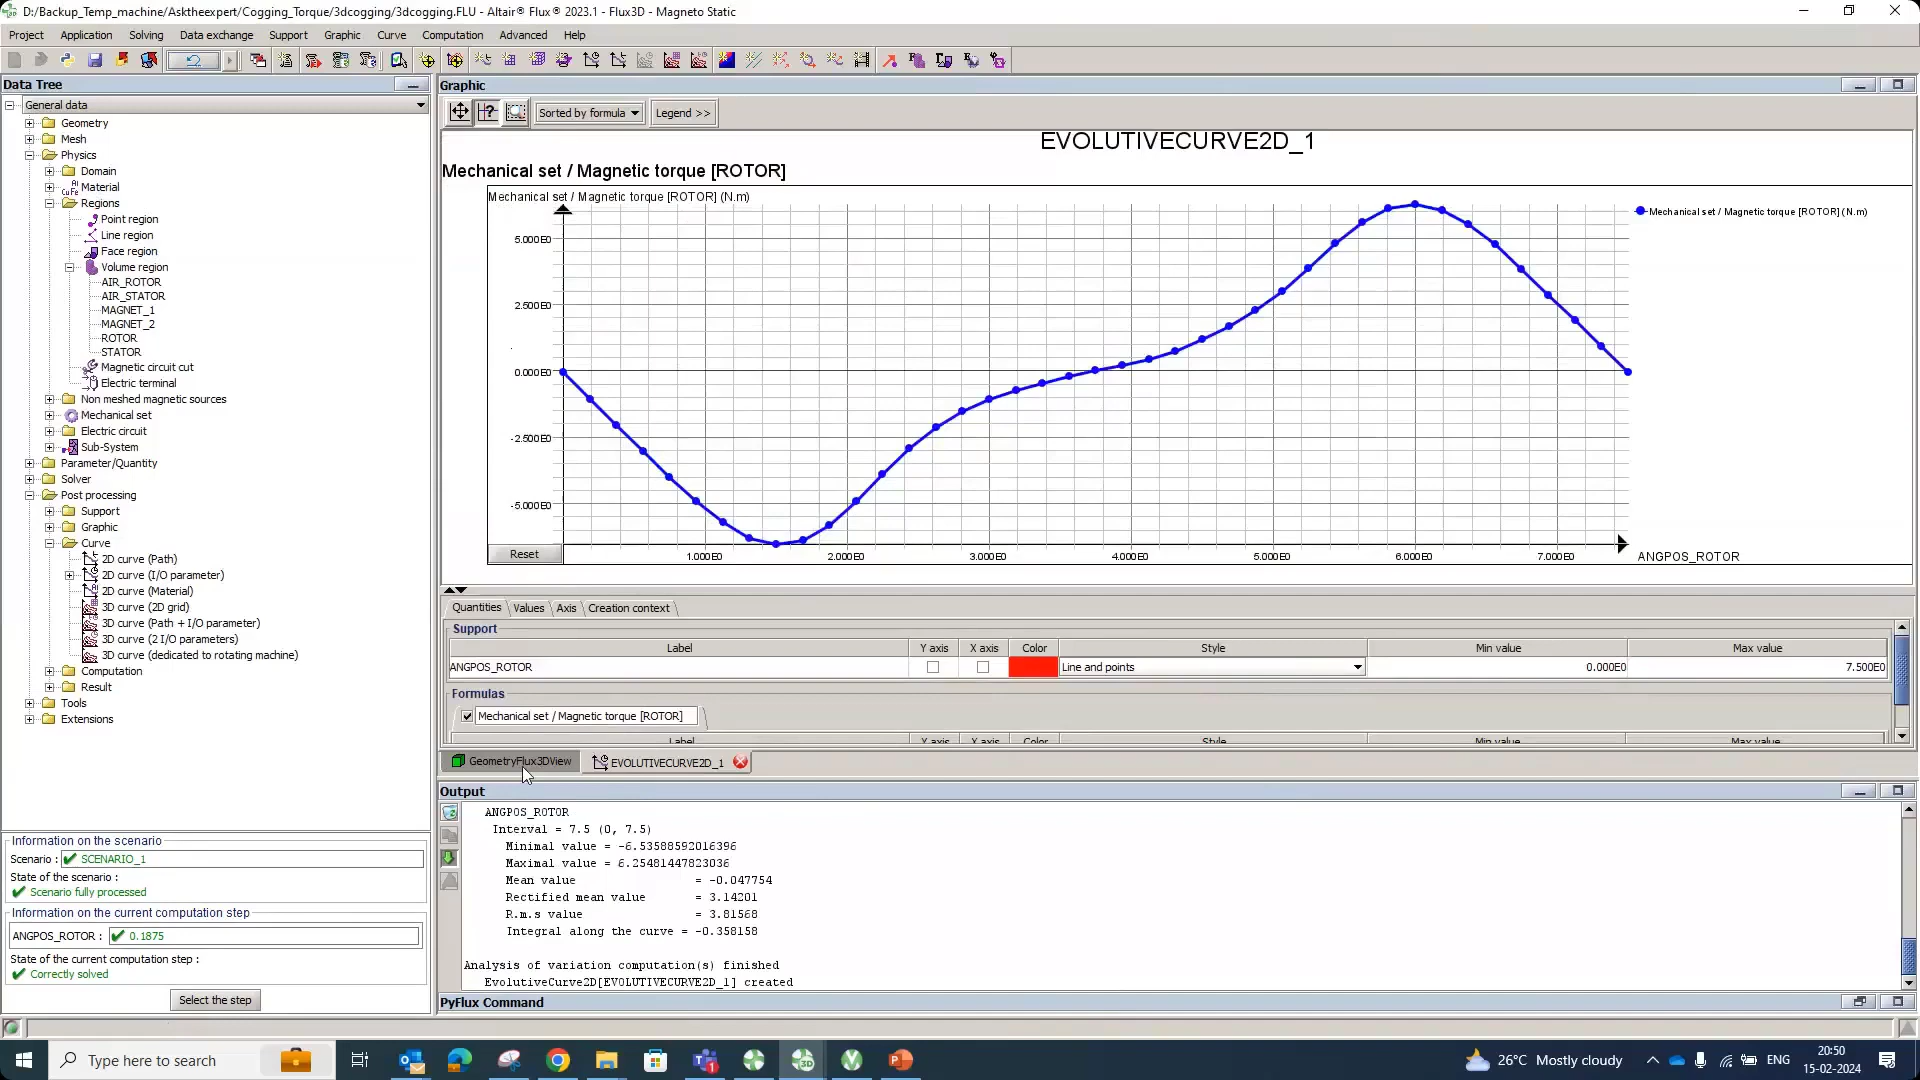 D:/Backup_Temp_machine/Asktheexpert/Cogging_Torque/3dcogging/3dcogging.FLU - Altair® Flux® 2023.1 - Flux3D - Magneto Static
Project Application Solving Data exchange Support Graphic Curve Computation Advanced Help
Data Tree
General data
Geometry
Mesh
Physics
Domain
Material
Regions
Point region
Line region
Face region
Volume region
AIR_ROTOR
AIR_STATOR
MAGNET_1
MAGNET_2
ROTOR
STATOR
Magnetic circuit cut
Electric terminal
Non meshed magnetic sources
Mechanical set
Electric circuit
Sub-System
Parameter/Quantity
Solver
Post processing
Support
Graphic
Curve
2D curve (Path)
2D curve (I/O parameter)
2D curve (Material)
3D curve (2D grid)
3D curve (Path + I/O parameter)
3D curve (2 I/O parameters)
3D curve (dedicated to rotating machine)
Computation
Result
Tools
Extensions
Information on the scenario
Scenario : SCENARIO_1
State of the scenario :
Scenario fully processed
Information on the current computation step
ANGPOS_ROTOR : 0.1875
State of the current computation step :
Correctly solved
Select the step
Graphic
Sorted by formula Legend >>
EVOLUTIVECURVE2D_1
Mechanical set / Magnetic torque [ROTOR]
Mechanical set / Magnetic torque [ROTOR] (N.m)
Mechanical set / Magnetic torque [ROTOR] (N.m)
5.000E0
2.500E0
0.000E0
-2.500E0
-5.000E0
Reset
1.000E0 2.000E0 3.000E0 4.000E0 5.000E0 6.000E0 7.000E0 ANGPOS_ROTOR
Quantities Values Axis Creation context
Support
Label Y axis X axis Color Style Min value Max value
ANGPOS_ROTOR Line and points 0.000E0 7.500E0
Formulas
Mechanical set / Magnetic torque [ROTOR]
Label Y axis X axis Color Style Min value Max value
GeometryFlux3DView EVOLUTIVECURVE2D_1
Output
ANGPOS_ROTOR
Interval = 7.5 (0, 7.5)
Minimal value = -6.53588592016396
Maximal value = 6.25481447823036
Mean value = -0.047754
Rectified mean value = 3.14201
R.m.s value = 3.81568
Integral along the curve = -0.358158
Analysis of variation computation(s) finished
EvolutiveCurve2D[EVOLUTIVECURVE2D_1] created
PyFlux Command
Type here to search
26°C Mostly cloudy
ENG
20:50
15-02-2024